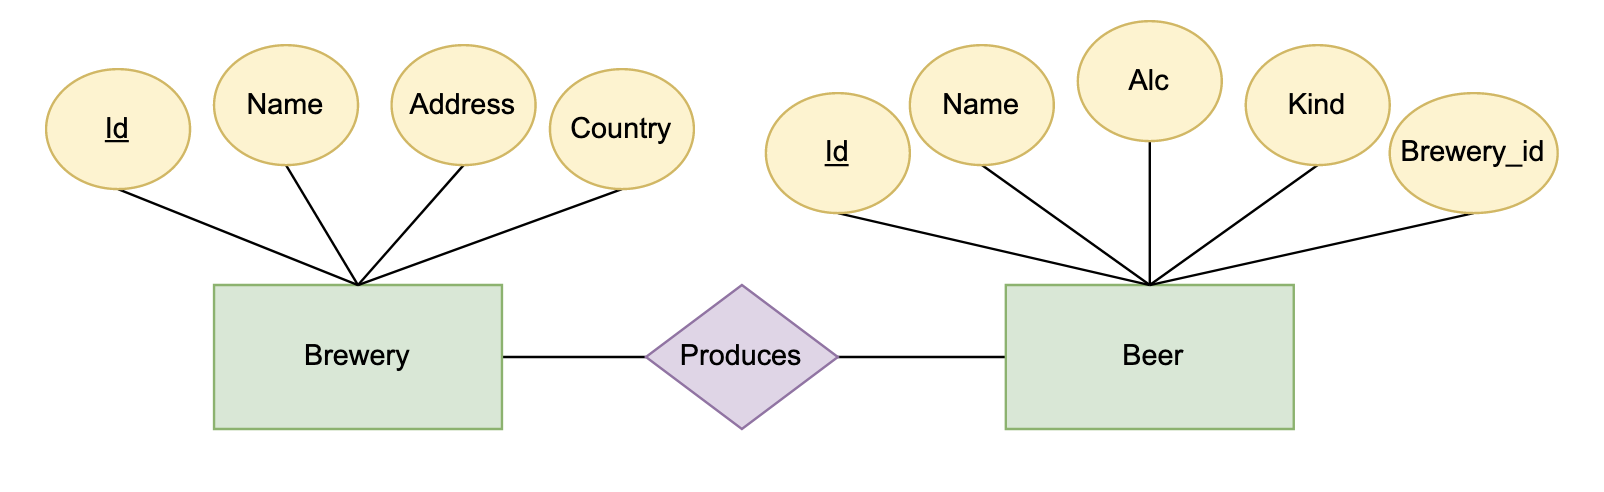 Id
Name
Address
Country
Id
Name
Alc
Kind
Brewery_id
Brewery
Produces
Beer